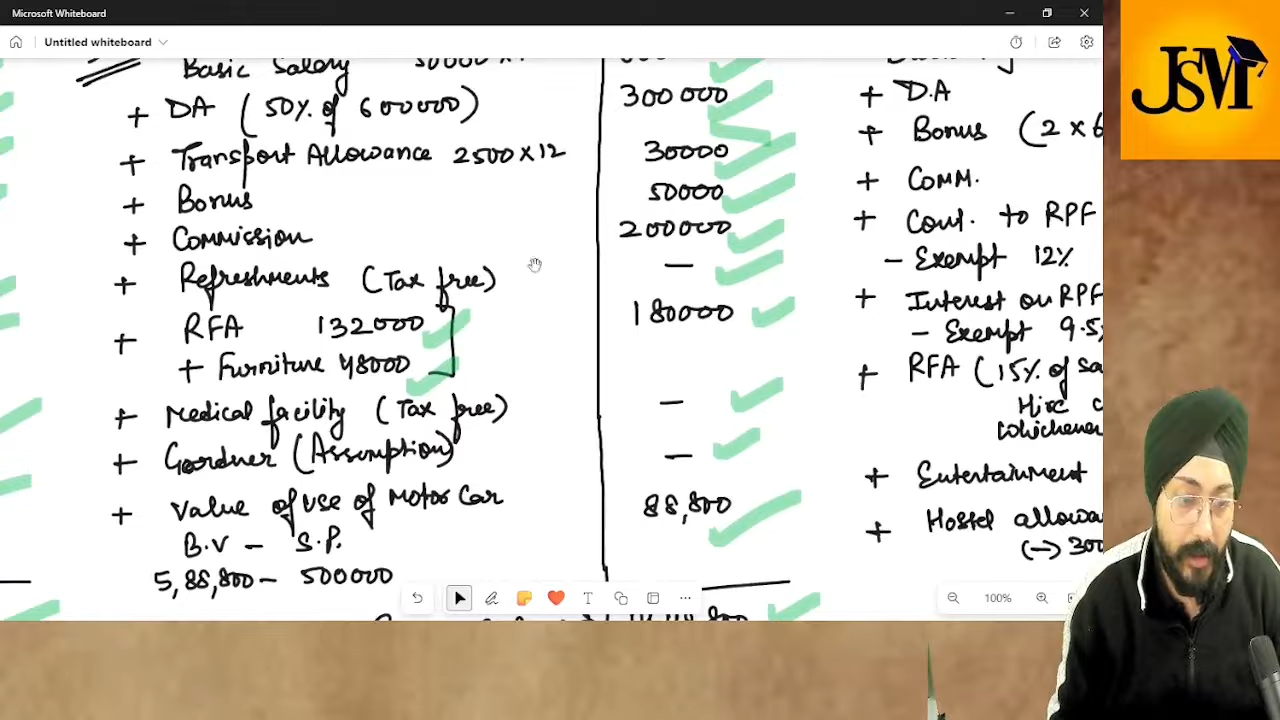 Microsoft Whiteboard
Untitled whiteboard
JSM
Basic Salary
+ DA (50% of 600000) 300000
+ Transport Allowance 2500 x 12 30000
+ Bonus 50000
+ Commission 200000
+ Refreshments (Tax free) —
+ RFA 132000 180000
+ Furniture 48000
+ Medical facility (Tax free) —
+ Gardner (Assumption) —
+ Value of use of Motor Car 88,800
B.V — S.P.
5,88,800 — 500000
+ D.A
+ Bonus (2 x 6
+ Comm.
+ Cont. to RPF
— Exempt 12%
+ Interest on RPF
— Exempt 9.5%
+ RFA (15% of Sa
Hire c
whichever
+ Entertainment
+ Hostel allowa
(-) 300
100%